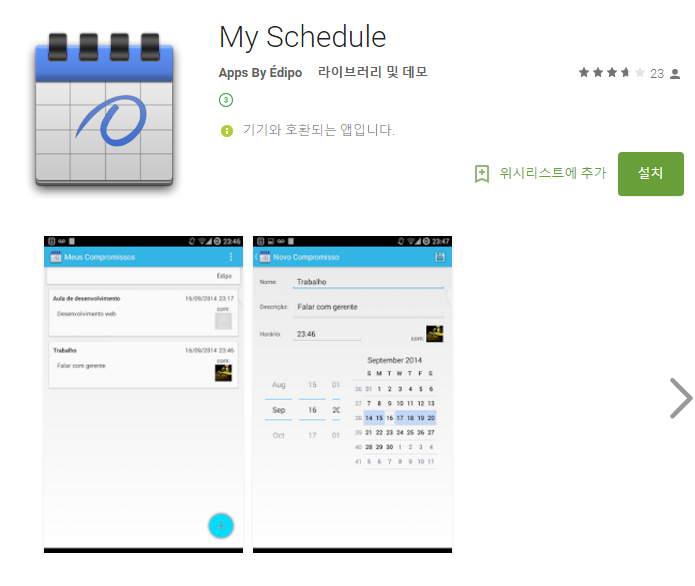 My Schedule
Apps By Édipo 라이브러리 및 데모
23
3
기기와 호환되는 앱입니다.
위시리스트에 추가
설치
23:46
Meus Compromissos
Édipo
Aula de desenvolvimento 16/09/2014 23:17
Desenvolvimento web
com:
Trabalho 16/09/2014 23:46
Falar com gerente
com:
23:47
Novo Compromisso
Nome: Trabalho
Descrição: Falar com gerente
Horário: 23:46
com:
Aug 15 01
Sep 16 20
Oct 17 01
September 2014
S M T W T F S
36 31 1 2 3 4 5 6
37 7 8 9 10 11 12 13
38 14 15 16 17 18 19 20
39 21 22 23 24 25 26 27
40 28 29 30 1 2 3 4
41 5 6 7 8 9 10 11